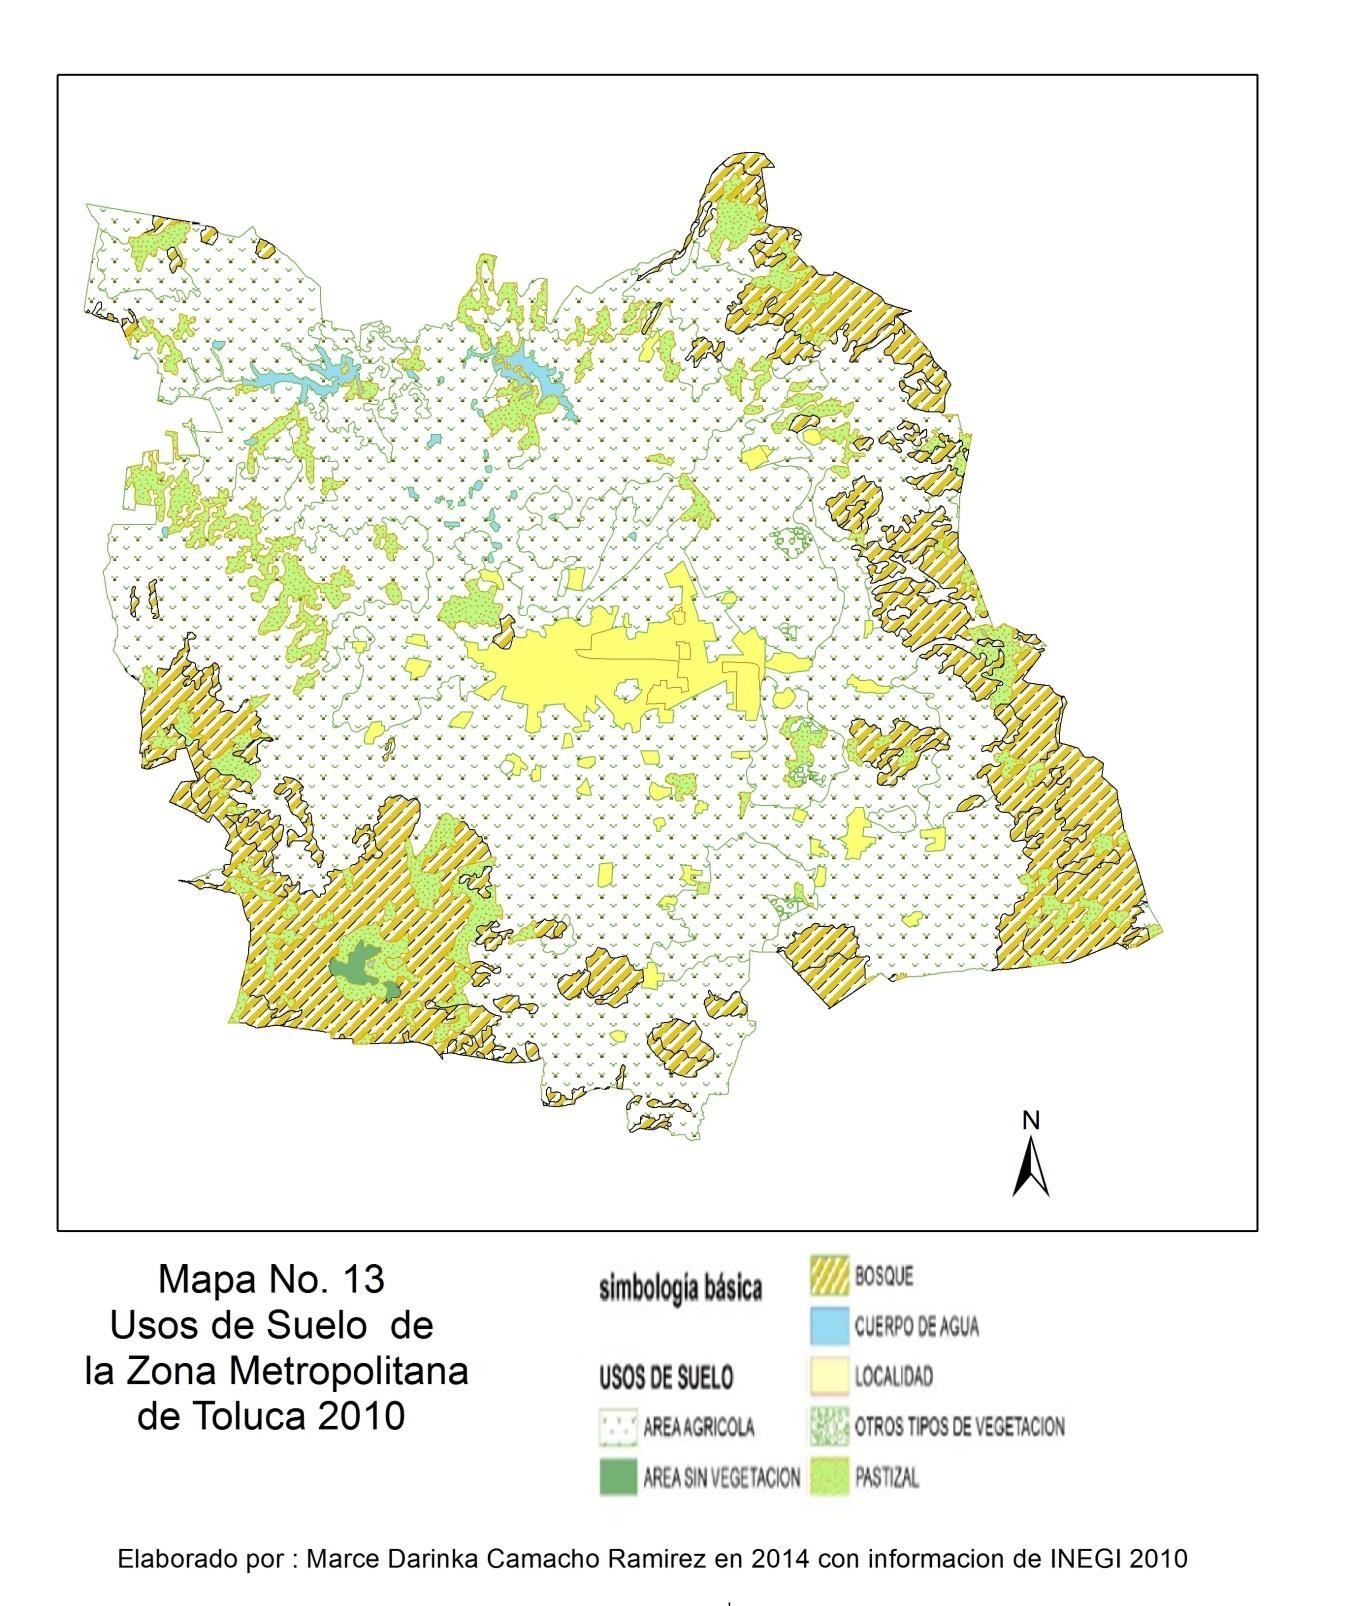 N
Mapa No. 13
Usos de Suelo de
la Zona Metropolitana
de Toluca 2010
simbología básica
USOS DE SUELO
AREA AGRICOLA
AREA SIN VEGETACION
BOSQUE
CUERPO DE AGUA
LOCALIDAD
OTROS TIPOS DE VEGETACION
PASTIZAL
Elaborado por : Marce Darinka Camacho Ramirez en 2014 con informacion de INEGI 2010